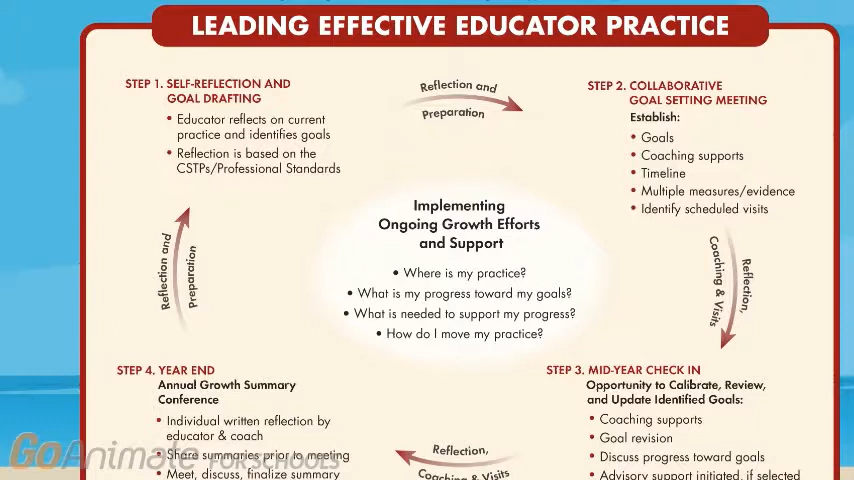 LEADING EFFECTIVE EDUCATOR PRACTICE
STEP 1. SELF-REFLECTION AND
GOAL DRAFTING
• Educator reflects on current
practice and identifies goals
• Reflection is based on the
CSTPs/Professional Standards
Reflection and
Preparation
STEP 2. COLLABORATIVE
GOAL SETTING MEETING
Establish:
• Goals
• Coaching supports
• Timeline
• Multiple measures/evidence
• Identify scheduled visits
Implementing
Ongoing Growth Efforts
and Support
• Where is my practice?
• What is my progress toward my goals?
• What is needed to support my progress?
• How do I move my practice?
Reflection and
Preparation
Reflection,
Coaching & Visits
STEP 4. YEAR END
Annual Growth Summary
Conference
• Individual written reflection by
educator & coach
• Share summaries prior to meeting
• Meet, discuss, finalize summary
Reflection,
Coaching & Visits
STEP 3. MID-YEAR CHECK IN
Opportunity to Calibrate, Review,
and Update Identified Goals:
• Coaching supports
• Goal revision
• Discuss progress toward goals
• Advisory support initiated, if selected
GoAnimate FOR SCHOOLS